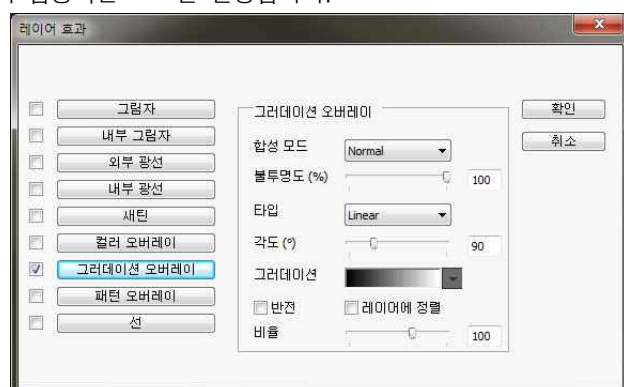 레이어 효과
그림자
내부 그림자
외부 광선
내부 광선
새틴
컬러 오버레이
그러데이션 오버레이
패턴 오버레이
선
그러데이션 오버레이
합성 모드 Normal
불투명도 (%) 100
타입 Linear
각도 (º) 90
그러데이션
반전 레이어에 정렬
비율 100
확인
취소